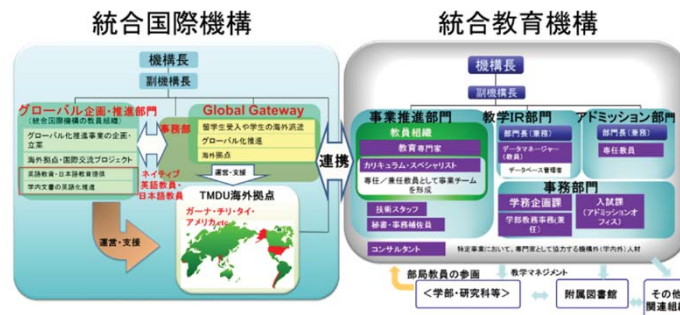 統合国際機構
機構長
副機構長
グローバル企画・推進部門
(統合国際機構の教員組織)
グローバル化推進事業の企画・
立案
海外拠点・国際交流プロジェクト
英語教育・日本語教育提供
学内文書の英語化推進
事務部
ネイティブ
英語教員・
日本語教員
Global Gateway
留学生受入や学生の海外派遣
グローバル化推進
海外拠点
運営・支援
TMDU海外拠点
ガーナ・チリ・タイ・
アメリカ,etc
運営・支援
連携
統合教育機構
機構長
副機構長
事業推進部門
教員組織
教育専門家
カリキュラム・スペシャリスト
専任/兼任教員として事業チーム
を形成
技術スタッフ
秘書・事務補佐員
コンサルタント
特定事業において、専門家として協力する機構外(学内外)人材
教学IR部門
部門長(兼務)
データマネージャー
(教員)
データベース管理者
アドミッション部門
部門長(兼務)
専任教員
事務部門
学務企画課
学部教務事務(兼
任)
入試課
(アドミッションオ
フィス)
部局教員の参画
教学マネジメント
<学部・研究科等>
附属図書館
その他
関連組織